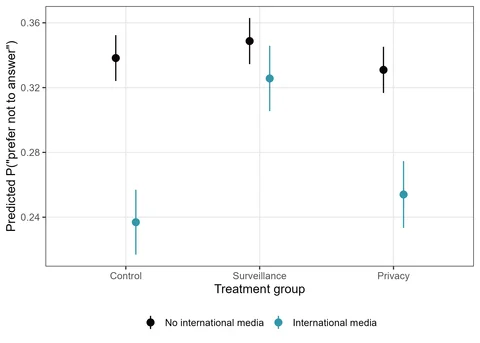 Predicted P("prefer not to answer")
0.36
0.32
0.28
0.24
Control Surveillance Privacy
Treatment group
No international media International media